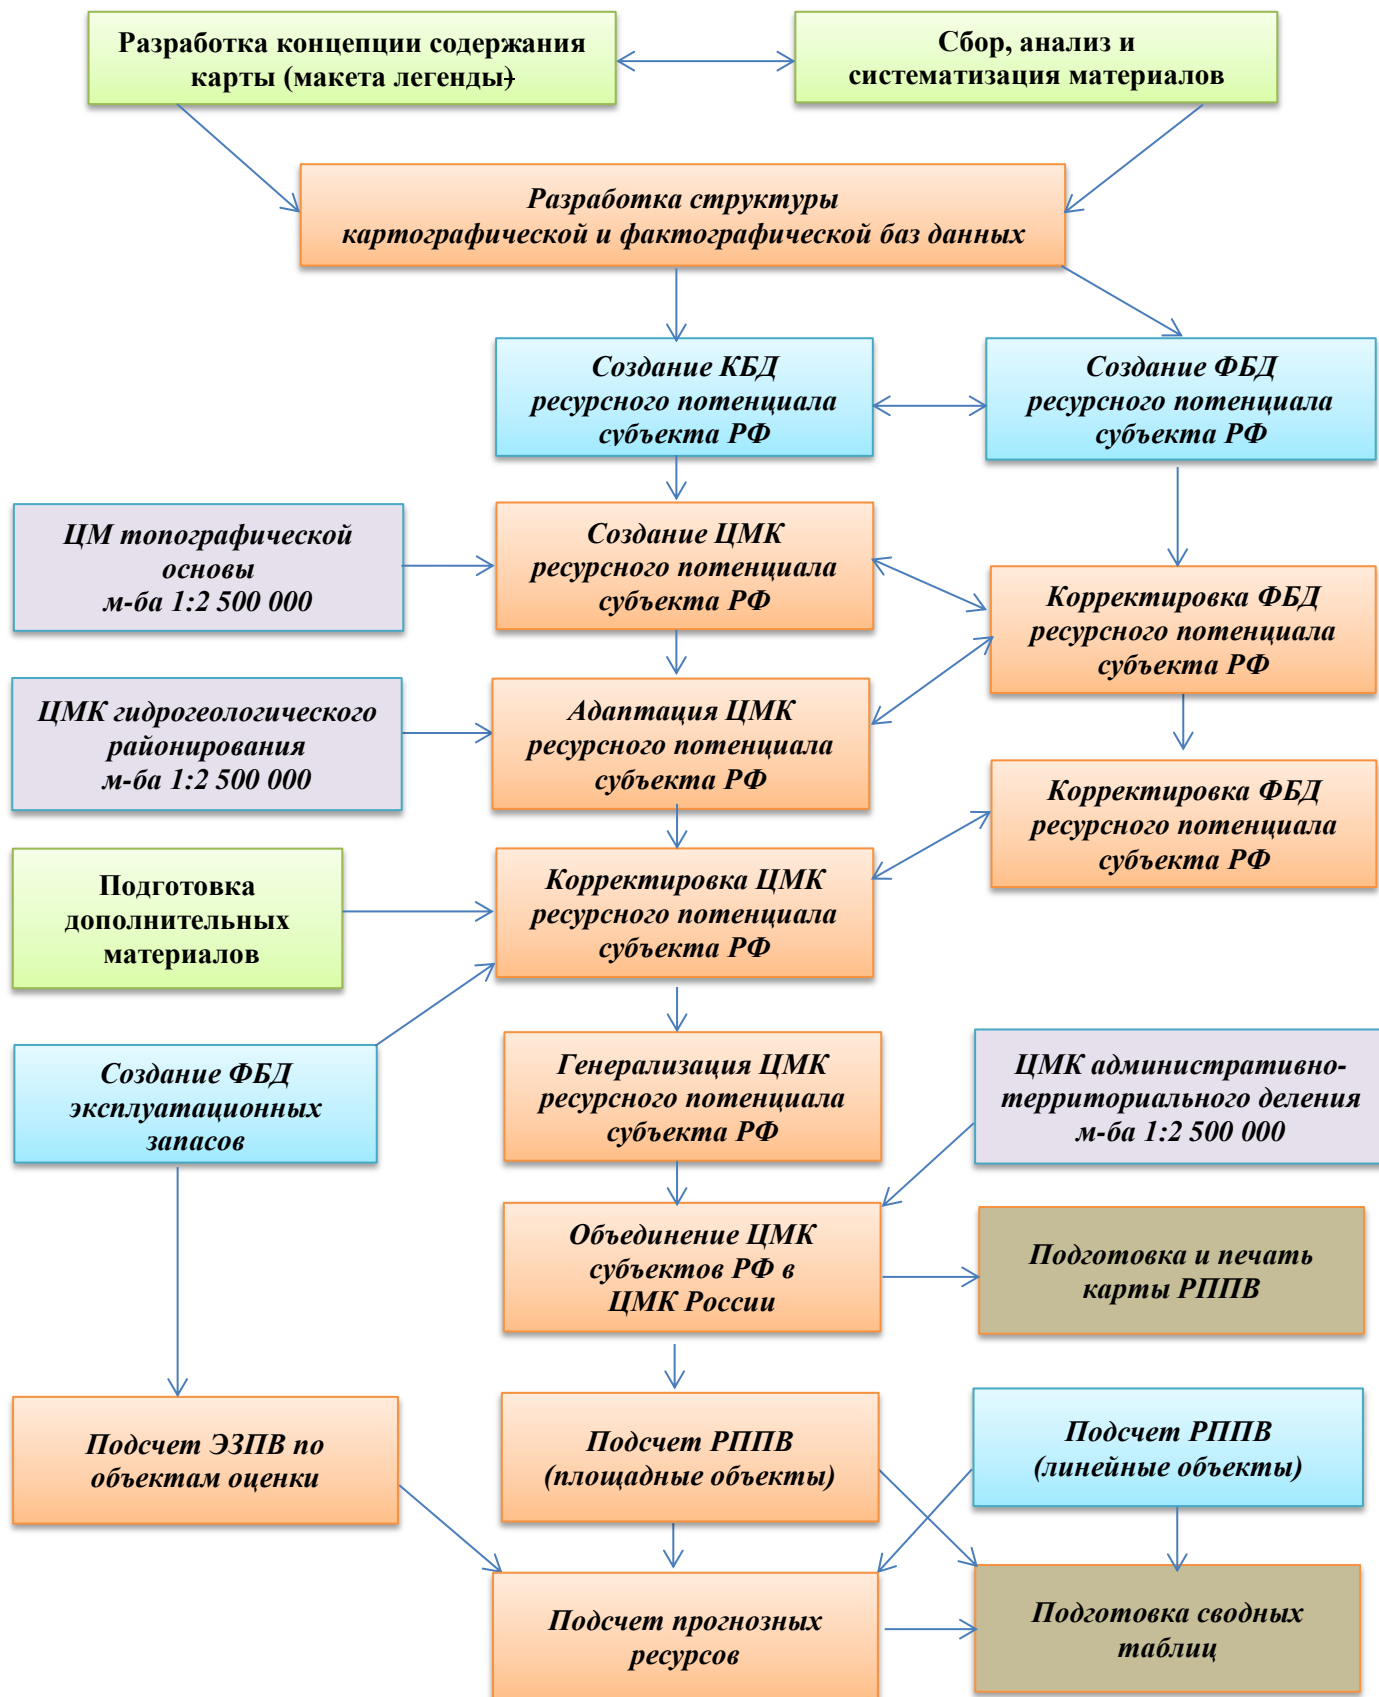 Разработка концепции содержания
карты (макета легенды)
Сбор, анализ и
систематизация материалов
Разработка структуры
картографической и фактографической баз данных
Создание КБД
ресурсного потенциала
субъекта РФ
Создание ФБД
ресурсного потенциала
субъекта РФ
ЦМ топографической
основы
м-ба 1:2 500 000
Создание ЦМК
ресурсного потенциала
субъекта РФ
Корректировка ФБД
ресурсного потенциала
субъекта РФ
ЦМК гидрогеологического
районирования
м-ба 1:2 500 000
Адаптация ЦМК
ресурсного потенциала
субъекта РФ
Корректировка ФБД
ресурсного потенциала
субъекта РФ
Подготовка
дополнительных
материалов
Корректировка ЦМК
ресурсного потенциала
субъекта РФ
Создание ФБД
эксплуатационных
запасов
Генерализация ЦМК
ресурсного потенциала
субъекта РФ
ЦМК административно-
территориального деления
м-ба 1:2 500 000
Объединение ЦМК
субъектов РФ в
ЦМК России
Подготовка и печать
карты РППВ
Подсчет ЭЗПВ по
объектам оценки
Подсчет РППВ
(площадные объекты)
Подсчет РППВ
(линейные объекты)
Подсчет прогнозных
ресурсов
Подготовка сводных
таблиц